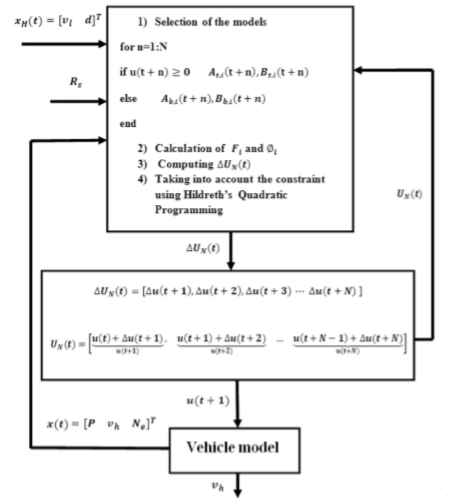 x_H(t) = [v_l d]^T
R_s
1) Selection of the models
for n=1:N
if u(t + n) ≥ 0 A_{t,i}(t + n), B_{t,i}(t + n)
else A_{b,i}(t + n), B_{b,i}(t + n)
end
2) Calculation of F_i and Ø_i
3) Computing ΔU_N(t)
4) Taking into account the constraint
using Hildreth's Quadratic
Programming
U_N(t)
ΔU_N(t)
ΔU_N(t) = [Δu(t + 1), Δu(t + 2), Δu(t + 3) ⋯ Δu(t + N) ]
U_N(t) = [u(t) + Δu(t + 1), u(t + 1) + Δu(t + 2) ... u(t + N − 1) + Δu(t + N)]
u(t+1) u(t+2) u(t+N)
u(t + 1)
x(t) = [P v_h N_e]^T
Vehicle model
v_h